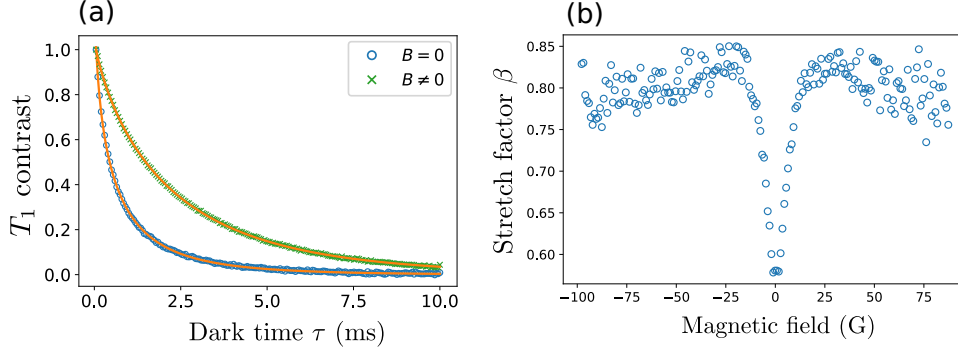 (a)
T₁ contrast
1.0
0.8
0.6
0.4
0.2
0.0
B = 0
B ≠ 0
0.0 2.5 5.0 7.5 10.0
Dark time τ (ms)
(b)
Stretch factor β
0.85
0.80
0.75
0.70
0.65
0.60
−100 −75 −50 −25 0 25 50 75
Magnetic field (G)